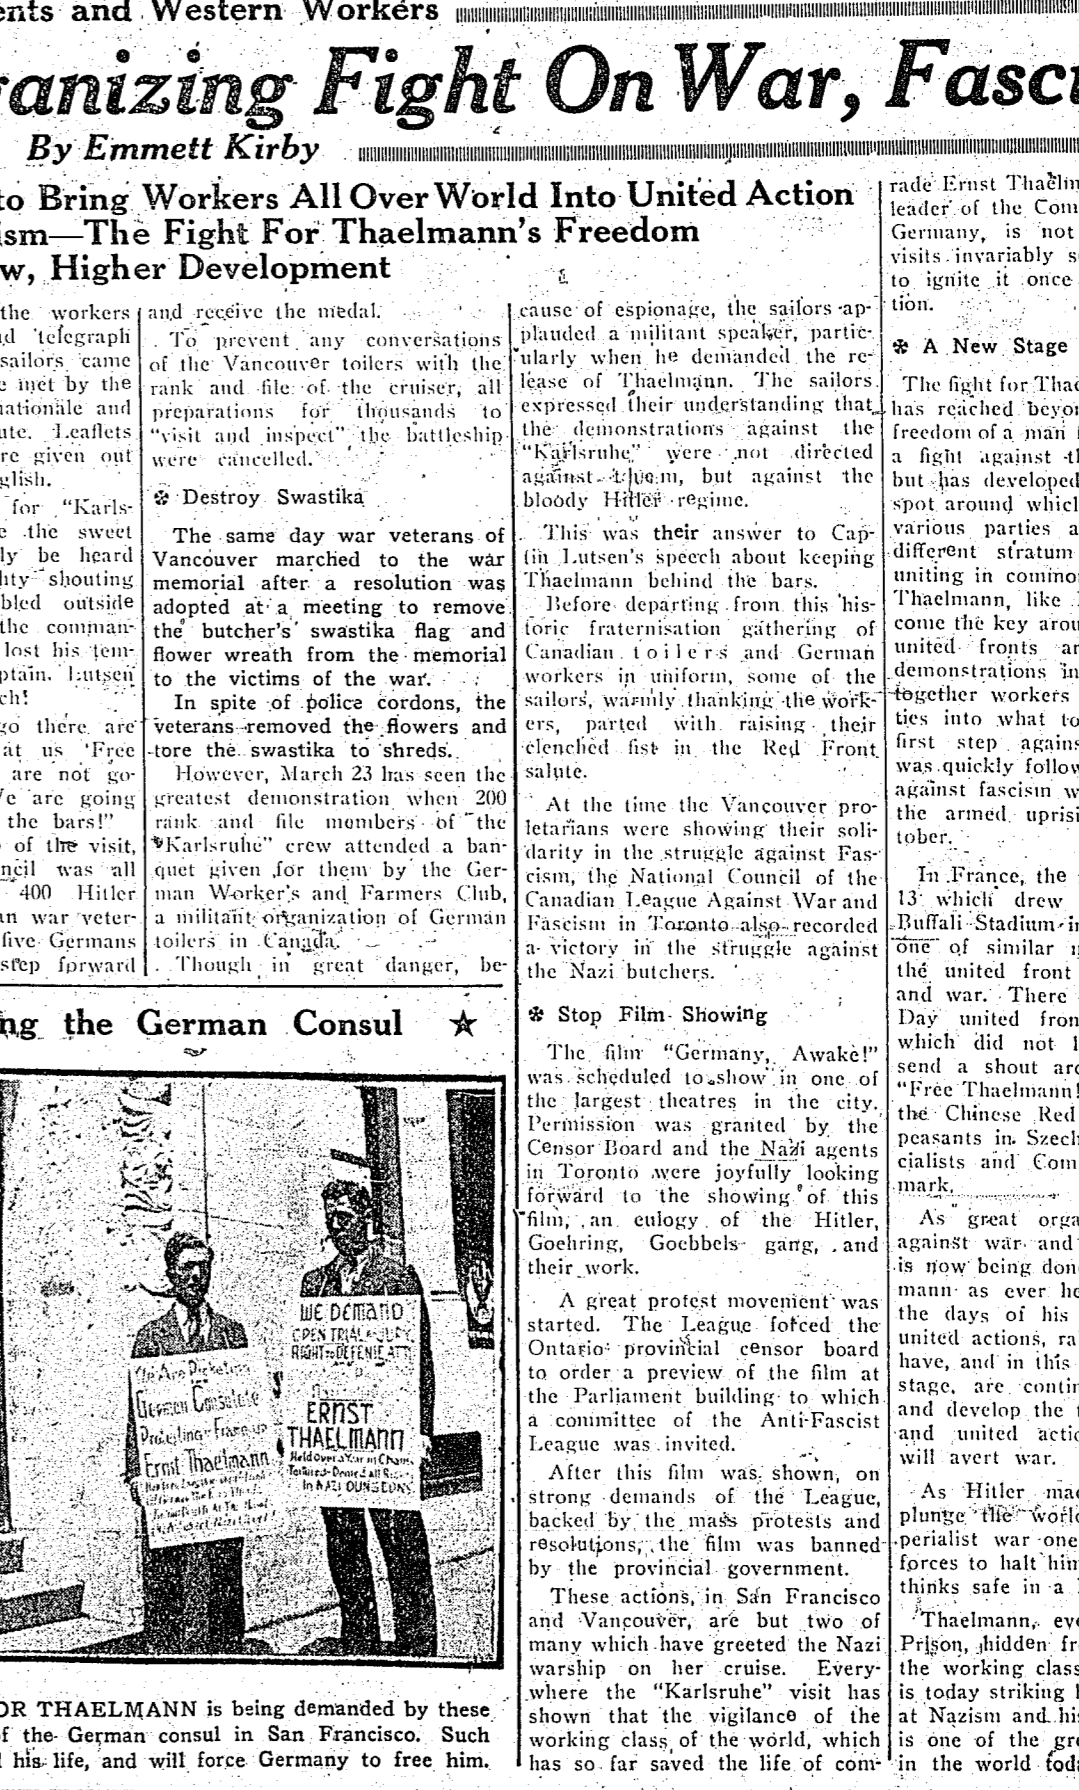 ents and Western Workers
ganizing Fight On War, Fasci
By Emmett Kirby
to Bring Workers All Over World Into United Action
ism—The Fight For Thaelmann's Freedom
w, Higher Development
the workers
d telegraph
sailors came
e met by the
nationale and
ute. Leaflets
re given out
glish.
for "Karls-
e the sweet
ly be heard
hty shouting
bled outside
the comman-
lost his tem-
ptain. Lutsen
ch!
go there are
at us 'Free
are not go-
We are going
the bars!"
of the visit,
ncil was all
400 Hitler
an war veter-
five Germans
step forward
and receive the medal.
To prevent any conversations
of the Vancouver toilers with the
rank and file of the cruiser, all
preparations for thousands to
"visit and inspect" the battleship
were cancelled.
✽ Destroy Swastika
The same day war veterans of
Vancouver marched to the war
memorial after a resolution was
adopted at a meeting to remove
the butcher's swastika flag and
flower wreath from the memorial
to the victims of the war.
In spite of police cordons, the
veterans removed the flowers and
tore the swastika to shreds.
However, March 23 has seen the
greatest demonstration when 200
rank and file members of the
"Karlsruhe" crew attended a ban-
quet given for them by the Ger-
man Worker's and Farmers Club,
a militant organization of German
toilers in Canada.
Though in great danger, be-
ng the German Consul ★
We Are Picketing
German Consulate
Protesting Frame-up
Ernst Thaelmann
WE DEMAND
OPEN TRIAL & JURY
RIGHT TO DEFENSE ATTY
ERNST
THAELMANN
Held over a Year in Chains
Tortured-Denied all Rights
In NAZI DUNGEONS
OR THAELMANN is being demanded by these
f the German consul in San Francisco. Such
l his life, and will force Germany to free him.
cause of espionage, the sailors ap-
plauded a militant speaker, partic-
ularly when he demanded the re-
lease of Thaelmann. The sailors
expressed their understanding that
the demonstrations against the
"Karlsruhe" were not directed
against them, but against the
bloody Hitler regime.
This was their answer to Cap-
tin Lutsen's speech about keeping
Thaelmann behind the bars.
Before departing from this his-
toric fraternisation gathering of
Canadian toilers and German
workers in uniform, some of the
sailors, warmly thanking the work-
ers, parted with raising their
clenched fist in the Red Front
salute.
At the time the Vancouver pro-
letarians were showing their soli-
darity in the struggle against Fas-
cism, the National Council of the
Canadian League Against War and
Fascism in Toronto also recorded
a victory in the struggle against
the Nazi butchers.
✽ Stop Film Showing
The film "Germany, Awake!"
was scheduled to show in one of
the largest theatres in the city.
Permission was granted by the
Censor Board and the Nazi agents
in Toronto were joyfully looking
forward to the showing of this
film, an eulogy of the Hitler,
Goehring, Goebbels gang, and
their work.
A great protest movement was
started. The League forced the
Ontario provincial censor board
to order a preview of the film at
the Parliament building to which
a committee of the Anti-Fascist
League was invited.
After this film was shown, on
strong demands of the League,
backed by the mass protests and
resolutions, the film was banned
by the provincial government.
These actions, in San Francisco
and Vancouver, are but two of
many which have greeted the Nazi
warship on her cruise. Every-
where the "Karlsruhe" visit has
shown that the vigilance of the
working class of the world, which
has so far saved the life of com-
rade Ernst Thaelm
leader of the Com
Germany, is not
visits invariably s
to ignite it once
tion.
✽ A New Stage
The fight for Thae
has reached beyon
freedom of a man
a fight against th
but has developed
spot around which
various parties a
different stratum
uniting in commo
Thaelmann, like
come the key arou
united fronts an
demonstrations in
together workers
ties into what to
first step agains
was quickly follow
against fascism w
the armed uprisi
tober.
In France, the
13 which drew
Buffali Stadium in
one of similar m
the united front
and war. There
Day united fron
which did not l
send a shout aro
"Free Thaelmann!
the Chinese Red
peasants in Szech
cialists and Com
mark.
As great orga
against war and
is now being don
mann as ever he
the days of his
united actions, ra
have, and in this
stage, are contin
and develop the
and united actio
will avert war.
As Hitler mad
plunge the world
perialist war one
forces to halt him
thinks safe in a
Thaelmann, eve
Prison, hidden fr
the working class
is today striking
at Nazism and his
is one of the gre
in the world tod